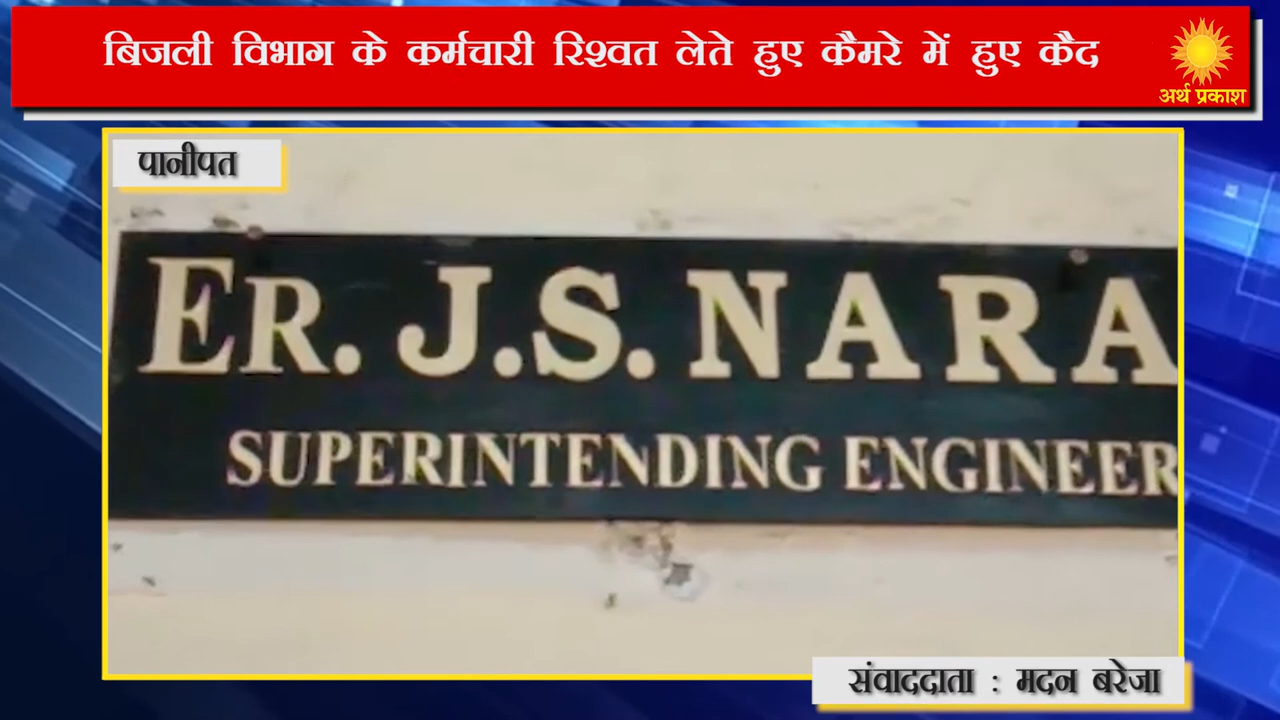 बिजली विभाग के कर्मचारी रिश्वत लेते हुए कैमरे में हुए कैद
अर्थ प्रकाश
पानीपत
ER. J.S. NARA
SUPERINTENDING ENGINEER
संवाददाता : मदन बरेजा